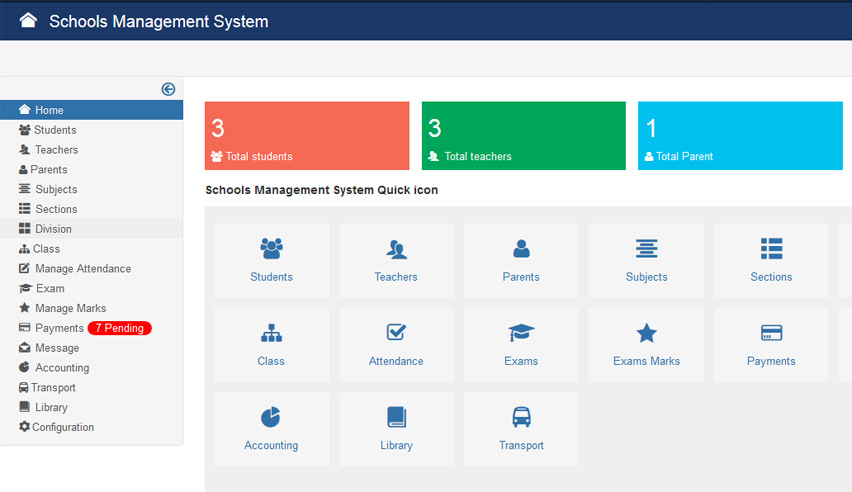 Schools Management System
Home
Students
Teachers
Parents
Subjects
Sections
Division
Class
Manage Attendance
Exam
Manage Marks
Payments 7 Pending
Message
Accounting
Transport
Library
Configuration
3
Total students
3
Total teachers
1
Total Parent
Schools Management System Quick icon
Students
Teachers
Parents
Subjects
Sections
Class
Attendance
Exams
Exams Marks
Payments
Accounting
Library
Transport